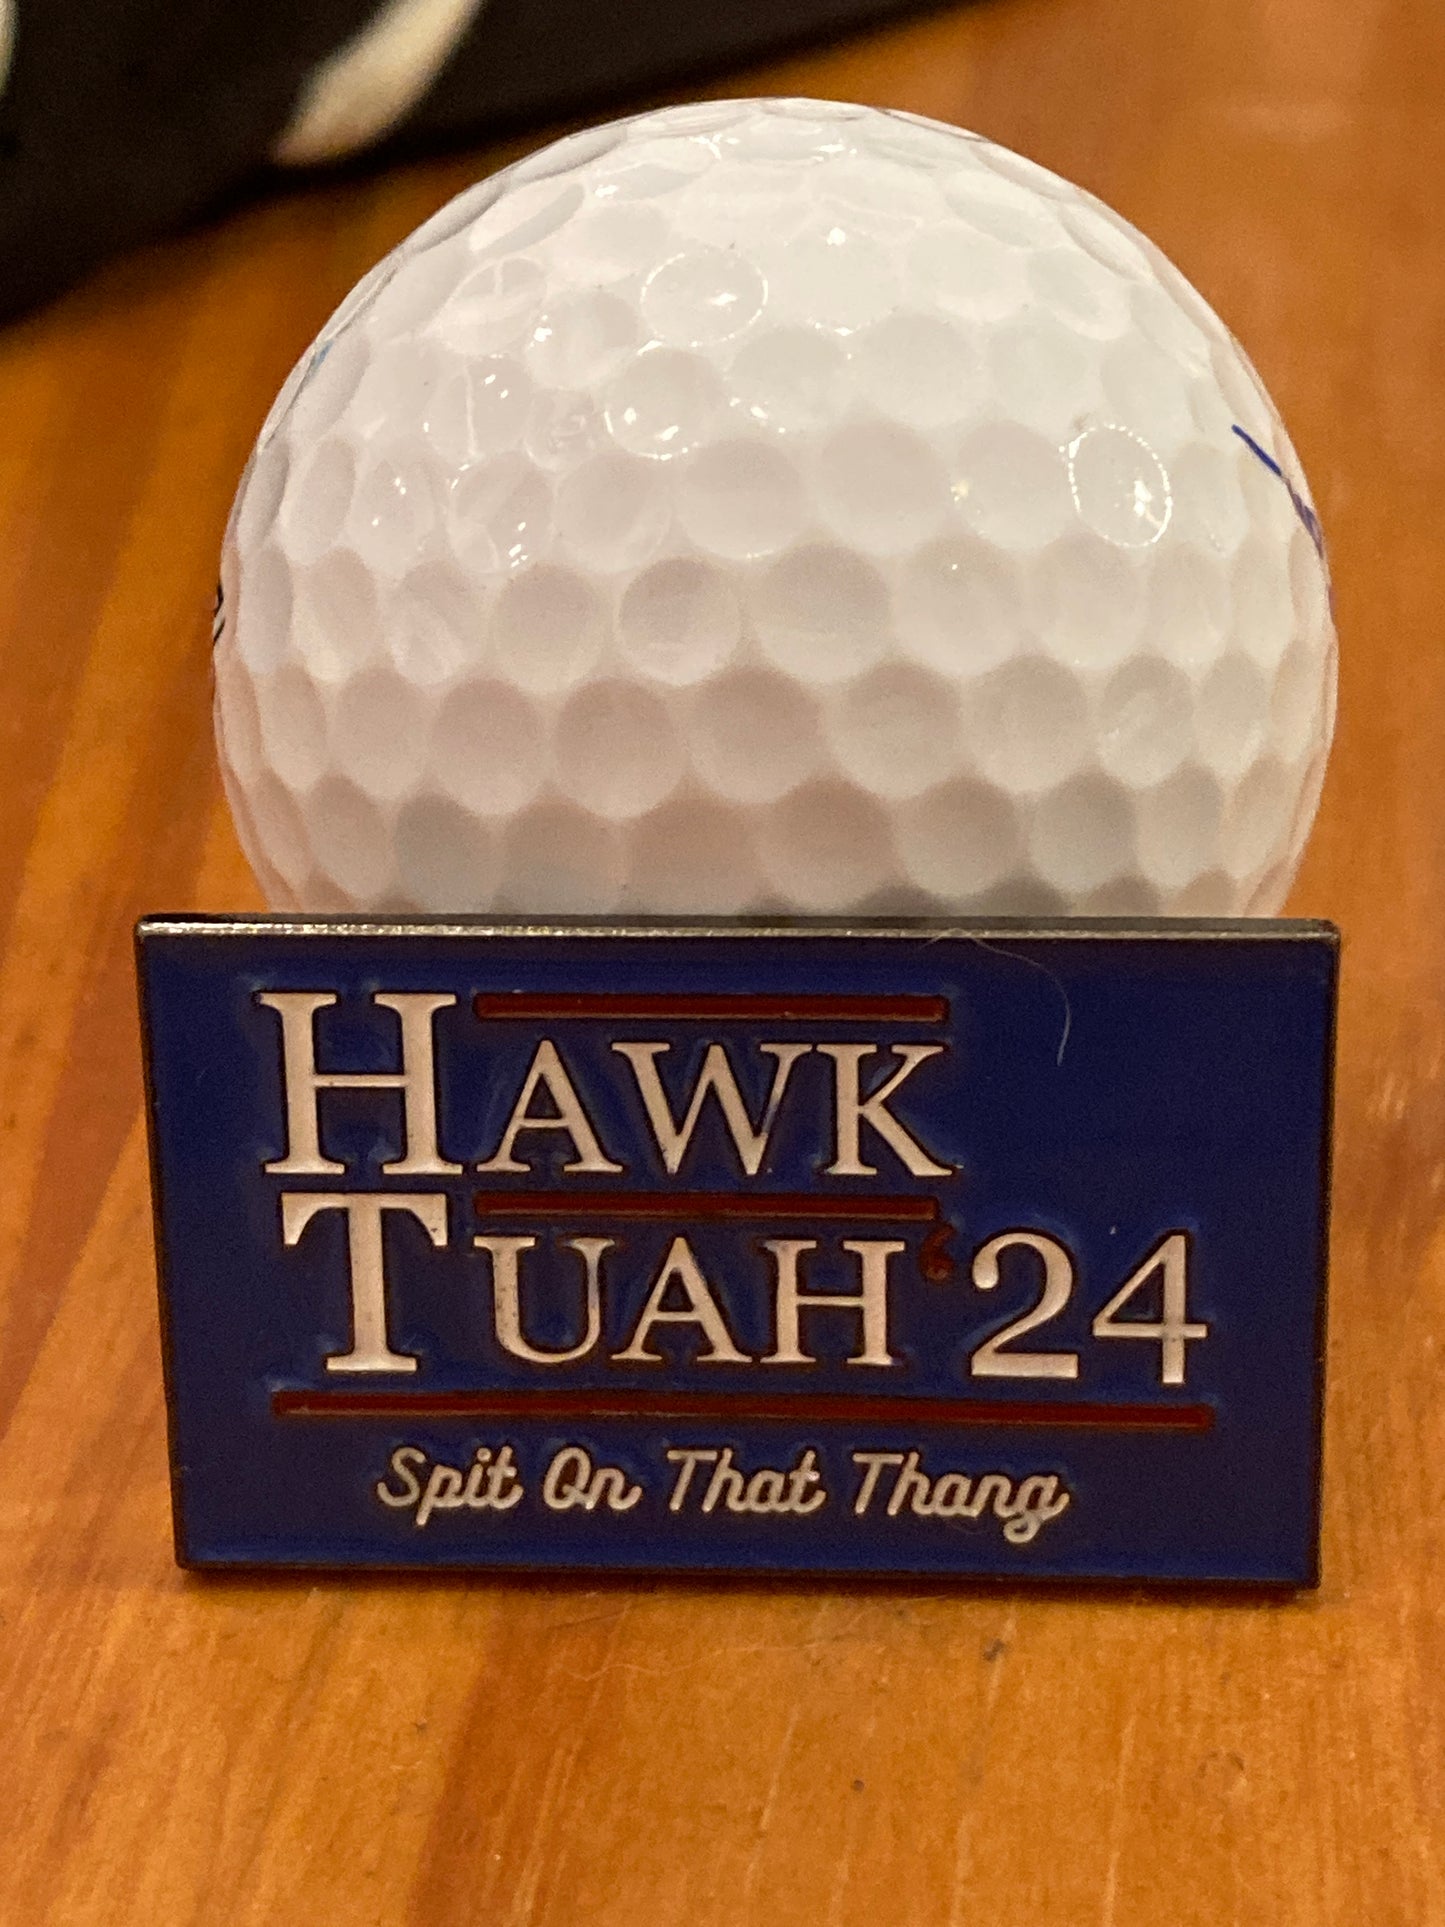 HAWK
TUAH‘24
Spit On That Thang